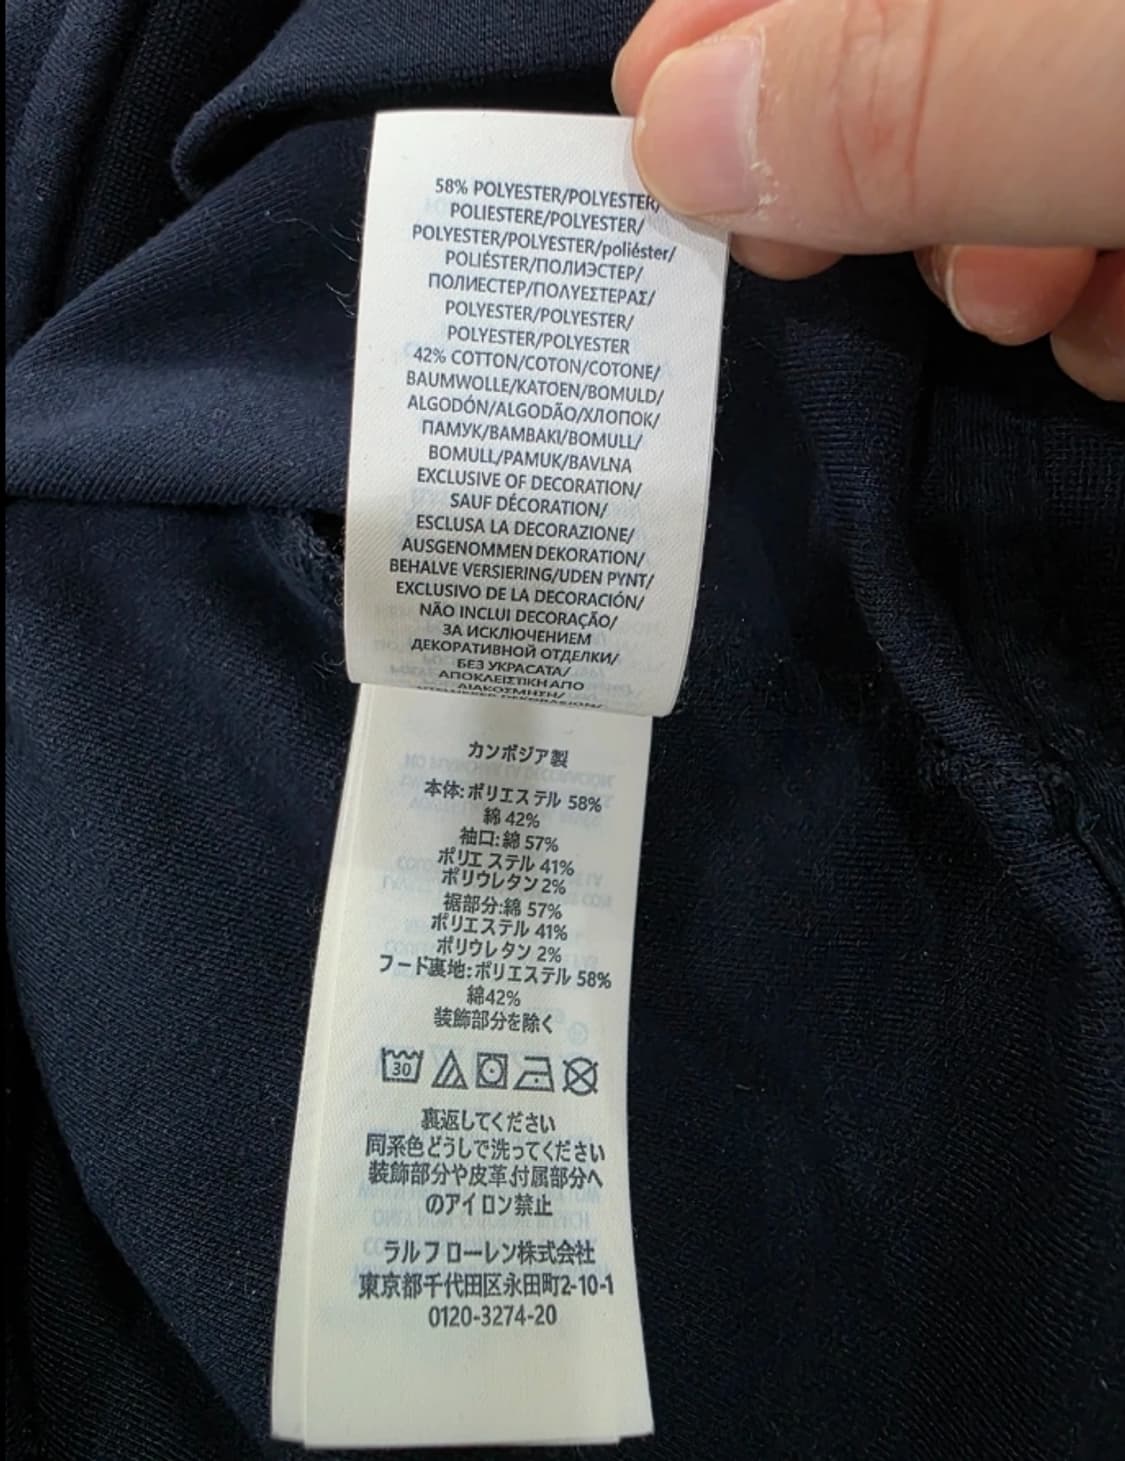 58% POLYESTER/POLYESTER/
POLIESTERE/POLYESTER/
POLYESTER/POLYESTER/poliéster/
POLIÉSTER/ПОЛИЭСТЕР/
ПОЛИЕСТЕР/ΠΟΛΥΕΣΤΕΡΑΣ/
POLYESTER/POLYESTER/
POLYESTER/POLYESTER
42% COTTON/COTON/COTONE/
BAUMWOLLE/KATOEN/BOMULD/
ALGODÓN/ALGODÃO/ХЛОПОК/
ПАМУК/ΒΑΜΒΑΚΙ/BOMULL/
BOMULL/PAMUK/BAVLNA
EXCLUSIVE OF DECORATION/
SAUF DÉCORATION/
ESCLUSA LA DECORAZIONE/
AUSGENOMMEN DEKORATION/
BEHALVE VERSIERING/UDEN PYNT/
EXCLUSIVO DE LA DECORACIÓN/
NÃO INCLUI DECORAÇÃO/
ЗА ИСКЛЮЧЕНИЕМ
ДЕКОРАТИВНОЙ ОТДЕЛКИ/
БЕЗ УКРАСАТА/
ΑΠΟΚΛΕΙΣΤΙΚΗ ΑΠΟ
ΔΙΑΚΟΣΜΗΣΗ/
カンボジア製
本体:ポリエステル 58%
綿 42%
袖口:綿 57%
ポリエステル 41%
ポリウレタン 2%
裾部分:綿 57%
ポリエステル 41%
ポリウレタン 2%
フード裏地:ポリエステル 58%
綿42%
装飾部分を除く
30
裏返してください
同系色どうしで洗ってください
装飾部分や皮革付属部分へ
のアイロン禁止
ラルフ ローレン株式会社
東京都千代田区永田町2-10-1
0120-3274-20